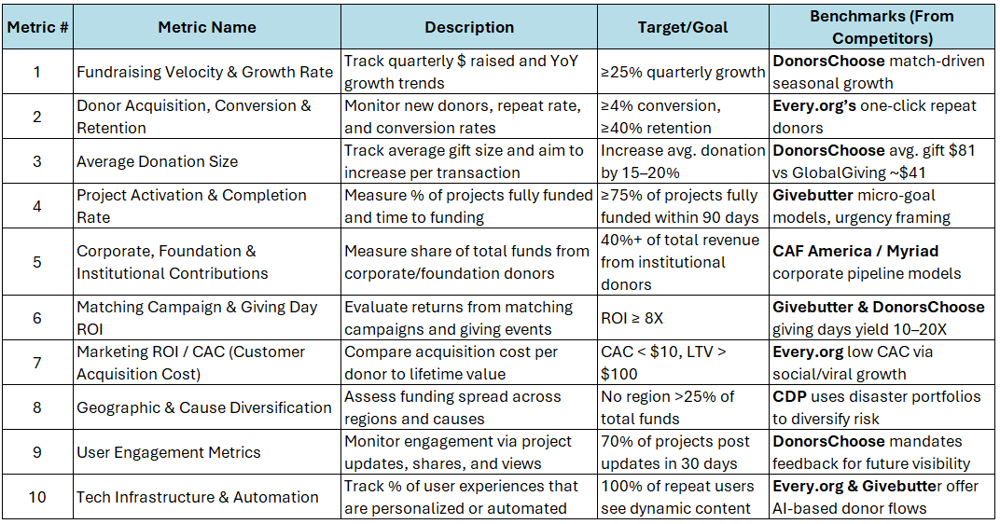 Metric # Metric Name Description Target/Goal Benchmarks (From
Competitors)
1 Fundraising Velocity & Growth Rate Track quarterly $ raised and YoY
growth trends ≥25% quarterly growth DonorsChoose match-driven
seasonal growth
2 Donor Acquisition, Conversion &
Retention Monitor new donors, repeat rate,
and conversion rates ≥4% conversion,
≥40% retention Every.org’s one-click repeat
donors
3 Average Donation Size Track average gift size and aim to
increase per transaction Increase avg. donation
by 15–20% DonorsChoose avg. gift $81
vs GlobalGiving ~$41
4 Project Activation & Completion
Rate Measure % of projects fully funded
and time to funding ≥75% of projects fully
funded within 90 days Givebutter micro-goal
models, urgency framing
5 Corporate, Foundation &
Institutional Contributions Measure share of total funds from
corporate/foundation donors 40%+ of total revenue
from institutional
donors CAF America / Myriad
corporate pipeline models
6 Matching Campaign & Giving Day
ROI Evaluate returns from matching
campaigns and giving events ROI ≥ 8X Givebutter & DonorsChoose
giving days yield 10–20X
7 Marketing ROI / CAC (Customer
Acquisition Cost) Compare acquisition cost per
donor to lifetime value CAC < $10, LTV >
$100 Every.org low CAC via
social/viral growth
8 Geographic & Cause Diversification Assess funding spread across
regions and causes No region >25% of
total funds CDP uses disaster portfolios
to diversify risk
9 User Engagement Metrics Monitor engagement via project
updates, shares, and views 70% of projects post
updates in 30 days DonorsChoose mandates
feedback for future visibility
10 Tech Infrastructure & Automation Track % of user experiences that
are personalized or automated 100% of repeat users
see dynamic content Every.org & Givebutter offer
AI-based donor flows